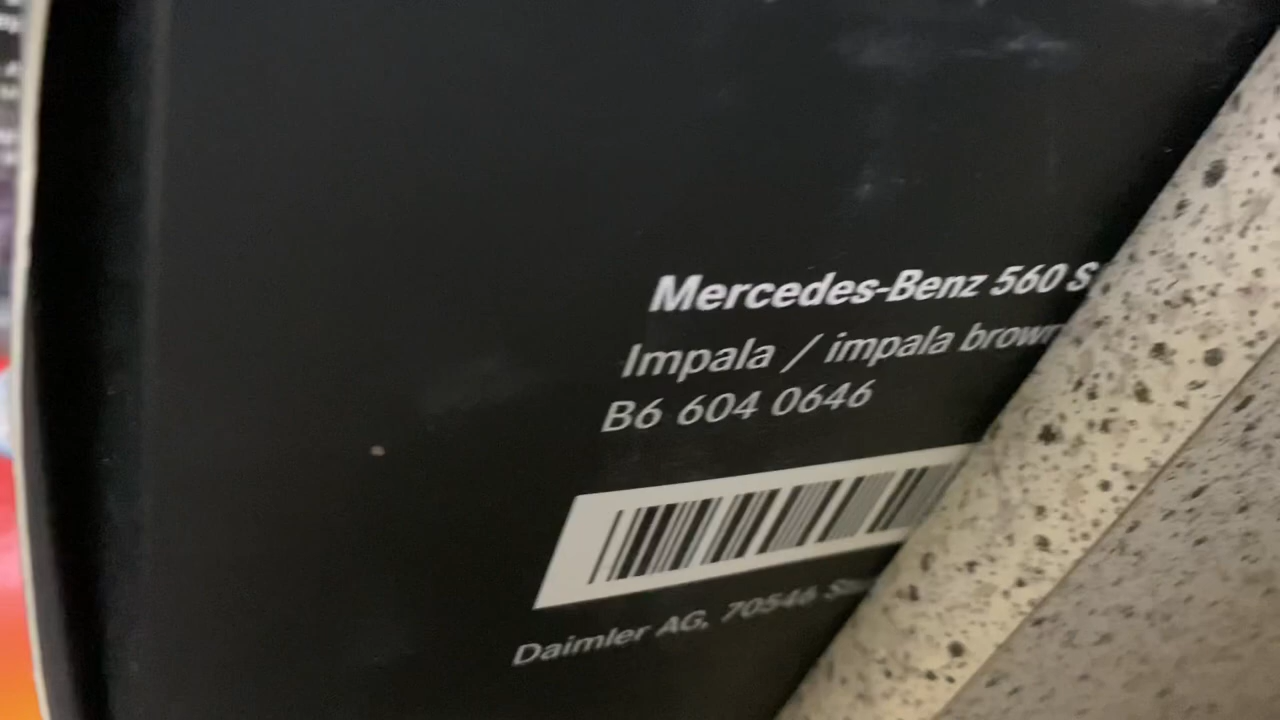 Mercedes-Benz 560 S
Impala / impala brown
B6 604 0646
Daimler AG, 70546